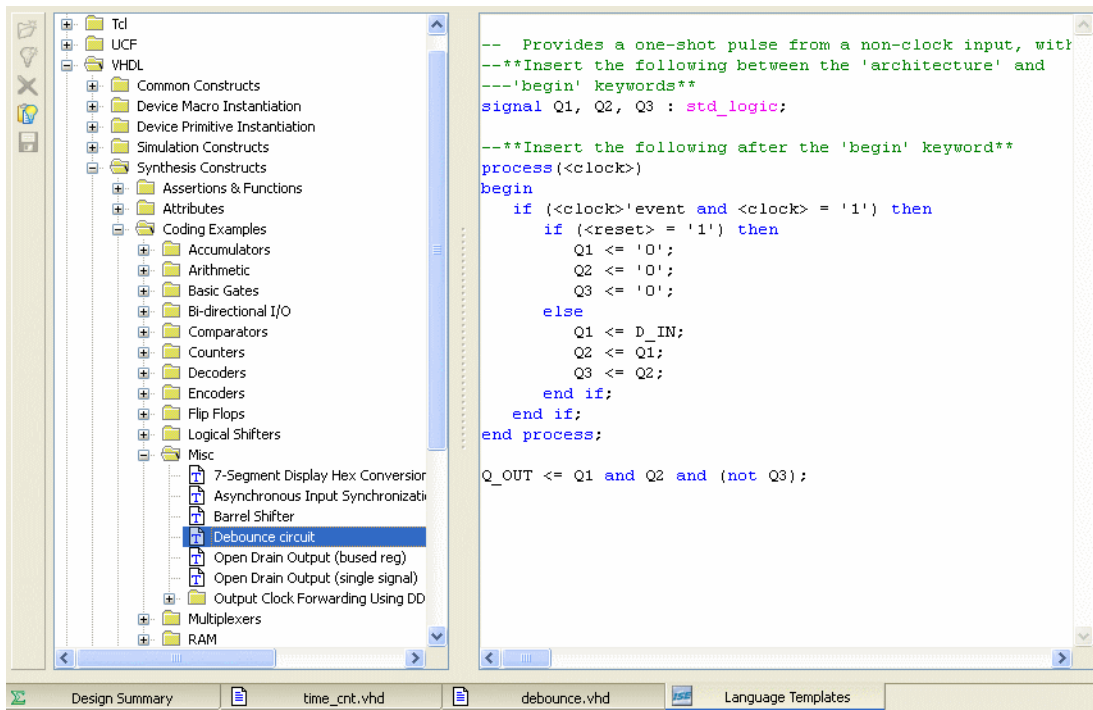 Tcl
UCF
VHDL
Common Constructs
Device Macro Instantiation
Device Primitive Instantiation
Simulation Constructs
Synthesis Constructs
Assertions & Functions
Attributes
Coding Examples
Accumulators
Arithmetic
Basic Gates
Bi-directional I/O
Comparators
Counters
Decoders
Encoders
Flip Flops
Logical Shifters
Misc
7-Segment Display Hex Conversion
Asynchronous Input Synchronizati
Barrel Shifter
Debounce circuit
Open Drain Output (bused reg)
Open Drain Output (single signal)
Output Clock Forwarding Using DD
Multiplexers
RAM
--  Provides a one-shot pulse from a non-clock input, with
--**Insert the following between the 'architecture' and
---'begin' keywords**
signal Q1, Q2, Q3 : std_logic;
--**Insert the following after the 'begin' keyword**
process(<clock>)
begin
   if (<clock>'event and <clock> = '1') then
      if (<reset> = '1') then
         Q1 <= '0';
         Q2 <= '0';
         Q3 <= '0';
      else
         Q1 <= D_IN;
         Q2 <= Q1;
         Q3 <= Q2;
      end if;
   end if;
end process;
Q_OUT <= Q1 and Q2 and (not Q3);
Design Summary
time_cnt.vhd
debounce.vhd
ISE Language Templates